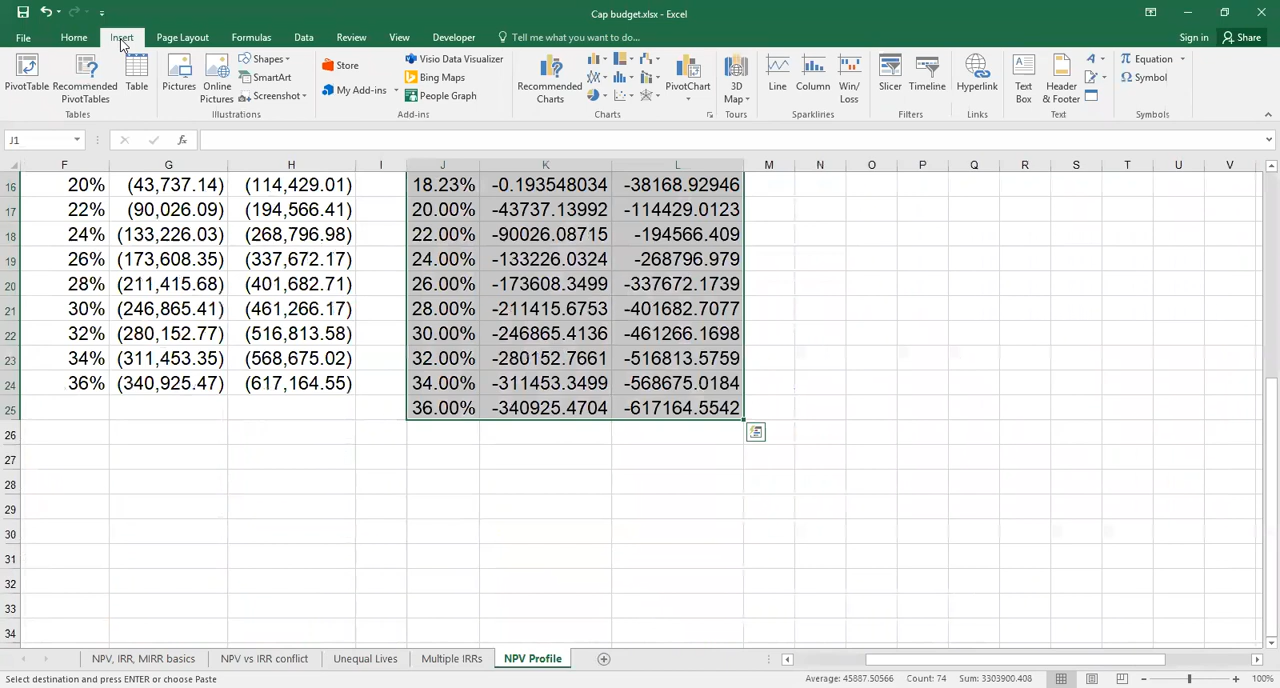 Cap budget.xlsx - Excel
File Home Insert Page Layout Formulas Data Review View Developer Tell me what you want to do... Sign in Share
PivotTable Recommended PivotTables Table
Tables
Pictures Online Pictures Shapes SmartArt Screenshot
Illustrations
Store My Add-ins Visio Data Visualizer Bing Maps People Graph
Add-ins
Recommended Charts PivotChart
Charts
3D Map
Tours
Line Column Win/Loss
Sparklines
Slicer Timeline
Filters
Hyperlink
Links
Text Box Header & Footer
Text
Equation Symbol
Symbols
J1 fx
F G H I J K L M N O P Q R S T U V
16 20% (43,737.14) (114,429.01) 18.23% -0.193548034 -38168.92946
17 22% (90,026.09) (194,566.41) 20.00% -43737.13992 -114429.0123
18 24% (133,226.03) (268,796.98) 22.00% -90026.08715 -194566.409
19 26% (173,608.35) (337,672.17) 24.00% -133226.0324 -268796.979
20 28% (211,415.68) (401,682.71) 26.00% -173608.3499 -337672.1739
21 30% (246,865.41) (461,266.17) 28.00% -211415.6753 -401682.7077
22 32% (280,152.77) (516,813.58) 30.00% -246865.4136 -461266.1698
23 34% (311,453.35) (568,675.02) 32.00% -280152.7661 -516813.5759
24 36% (340,925.47) (617,164.55) 34.00% -311453.3499 -568675.0184
25 36.00% -340925.4704 -617164.5542
26
27
28
29
30
31
32
33
34
NPV, IRR, MIRR basics NPV vs IRR conflict Unequal Lives Multiple IRRs NPV Profile
Select destination and press ENTER or choose Paste Average: 45887.50566 Count: 74 Sum: 3303900.408 100%